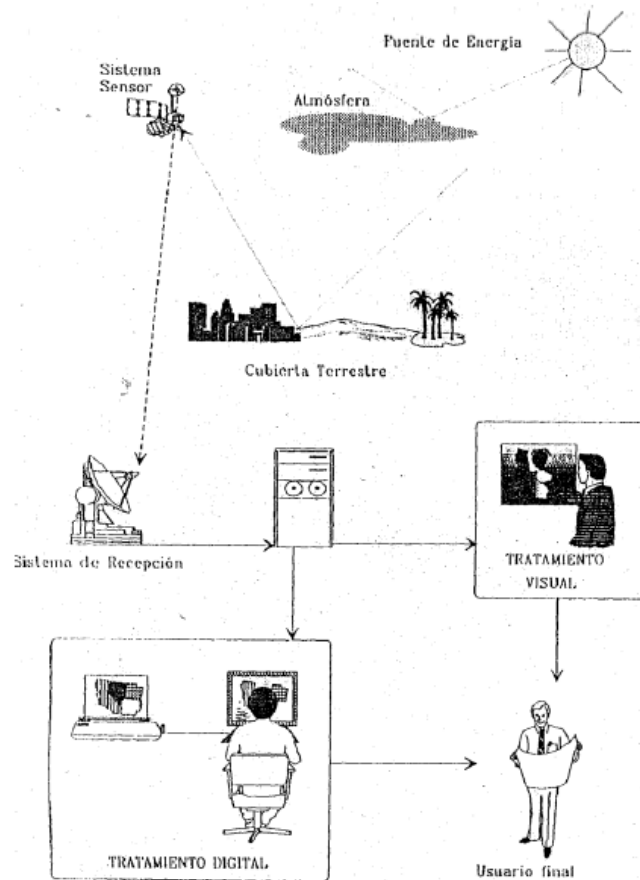 Fuente de Energía
Sistema
Sensor
Atmósfera
Cubierta Terrestre
Sistema de Recepción
TRATAMIENTO
VISUAL
TRATAMIENTO DIGITAL
Usuario final